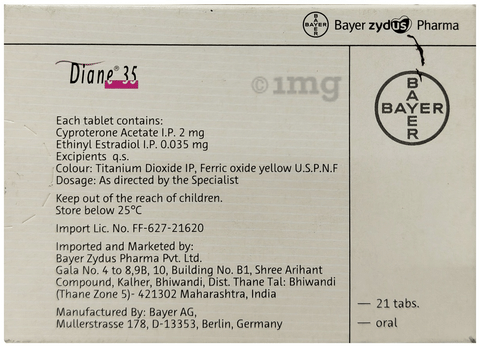 BAYER BAYER Bayer zydus Pharma
Diane® 35
1mg
BAYER
BAYER
Each tablet contains:
Cyproterone Acetate I.P. 2 mg
Ethinyl Estradiol I.P. 0.035 mg
Excipients q.s.
Colour: Titanium Dioxide IP, Ferric oxide yellow U.S.P.N.F
Dosage: As directed by the Specialist
Keep out of the reach of children.
Store below 25°C
Import Lic. No. FF-627-21620
Imported and Marketed by:
Bayer Zydus Pharma Pvt. Ltd.
Gala No. 4 to 8,9B, 10, Building No. B1, Shree Arihant
Compound, Kalher, Bhiwandi, Dist. Thane Tal: Bhiwandi
(Thane Zone 5)- 421302 Maharashtra, India
Manufactured By: Bayer AG,
Mullerstrasse 178, D-13353, Berlin, Germany
— 21 tabs.
— oral